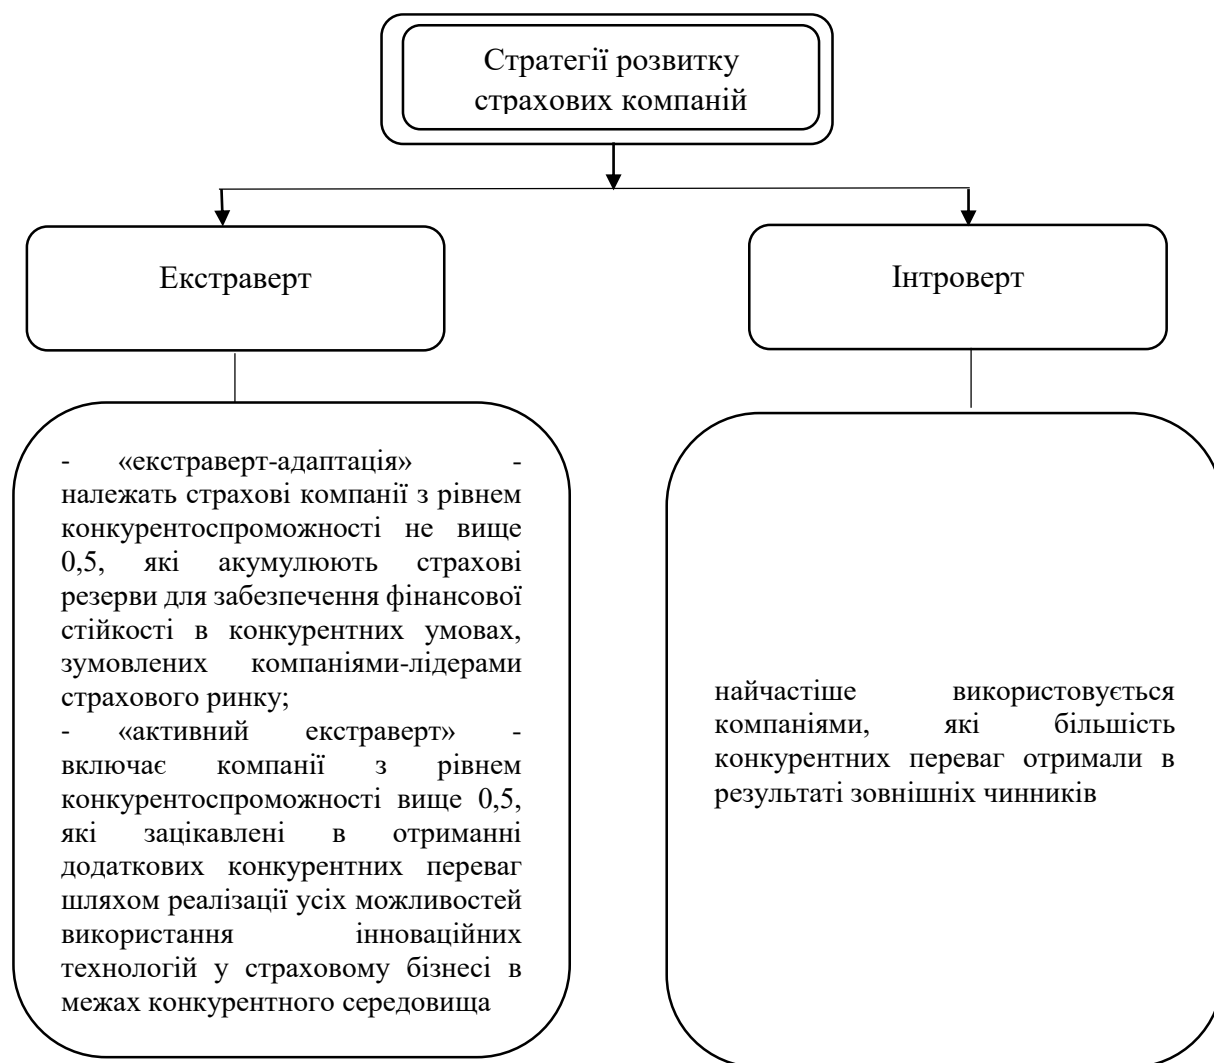 Стратегії розвитку
страхових компаній
Екстраверт
Інтроверт
- «екстраверт-адаптація» -
належать страхові компанії з рівнем
конкурентоспроможності не вище
0,5, які акумулюють страхові
резерви для забезпечення фінансової
стійкості в конкурентних умовах,
зумовлених компаніями-лідерами
страхового ринку;
- «активний екстраверт» -
включає компанії з рівнем
конкурентоспроможності вище 0,5,
які зацікавлені в отриманні
додаткових конкурентних переваг
шляхом реалізації усіх можливостей
використання інноваційних
технологій у страховому бізнесі в
межах конкурентного середовища
найчастіше використовується
компаніями, які більшість
конкурентних переваг отримали в
результаті зовнішніх чинників